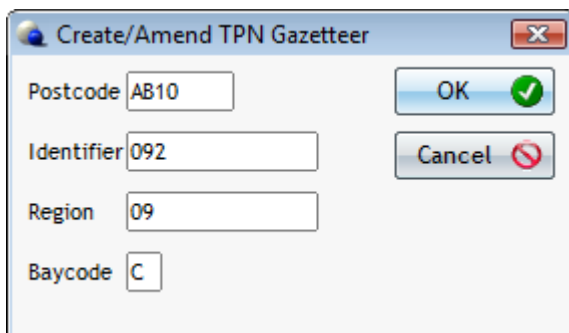 Create/Amend TPN Gazetteer
Postcode AB10 OK
Identifier 092 Cancel
Region 09
Baycode C